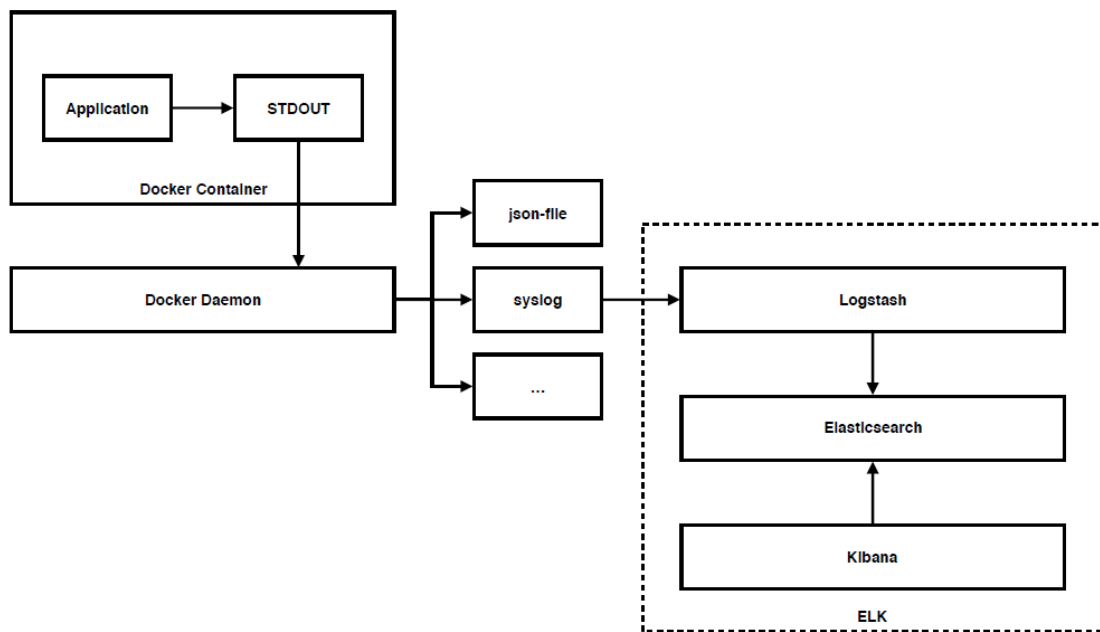 Application
STDOUT
Docker Container
json-file
Docker Daemon
syslog
Logstash
...
Elasticsearch
Kibana
ELK